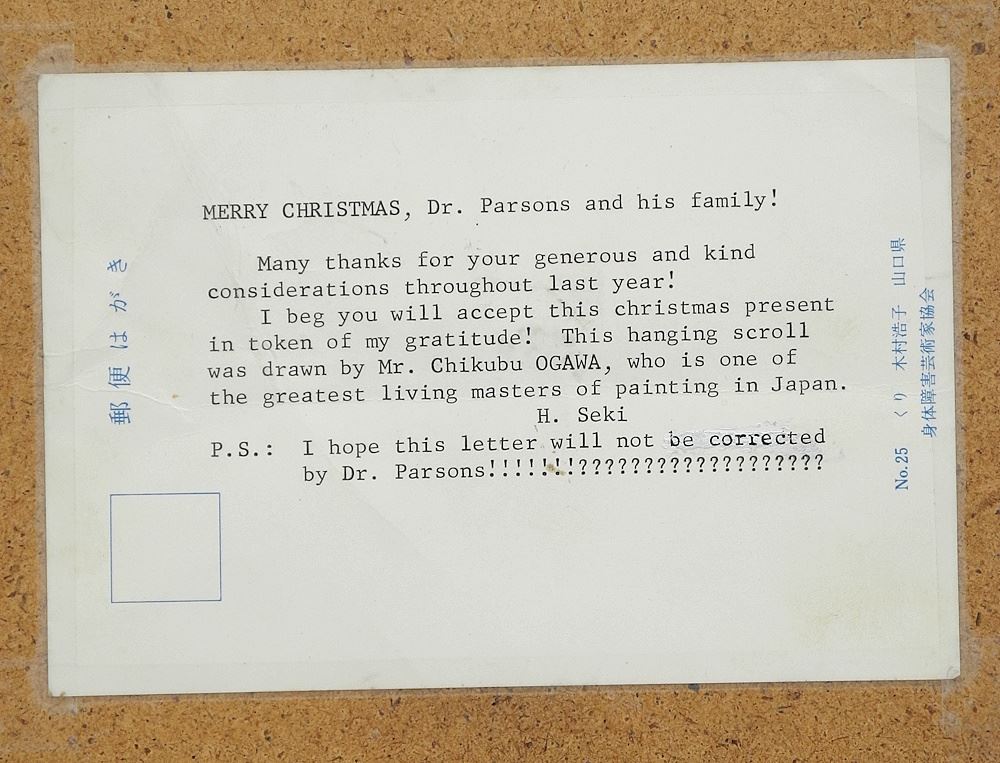 MERRY CHRISTMAS, Dr. Parsons and his family!
Many thanks for your generous and kind
considerations throughout last year!
I beg you will accept this christmas present
in token of my gratitude!  This hanging scroll
was drawn by Mr. Chikubu OGAWA, who is one of
the greatest living masters of painting in Japan.
H. Seki
P.S.:  I hope this letter will not be corrected
by Dr. Parsons!!!!!!!???????????????????
郵便はがき
No.25 くり 木村浩子 山口県
身体障害芸術家協会